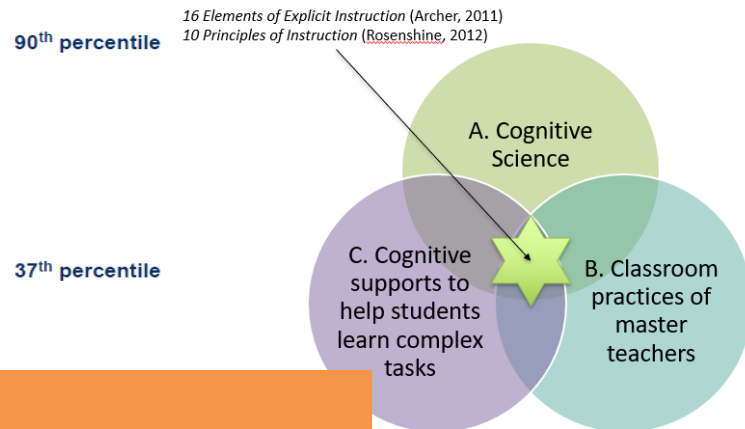 16 Elements of Explicit Instruction (Archer, 2011)
10 Principles of Instruction (Rosenshine, 2012)
90th percentile
A. Cognitive
Science
37th percentile
C. Cognitive
supports to
help students
learn complex
tasks
B. Classroom
practices of
master
teachers